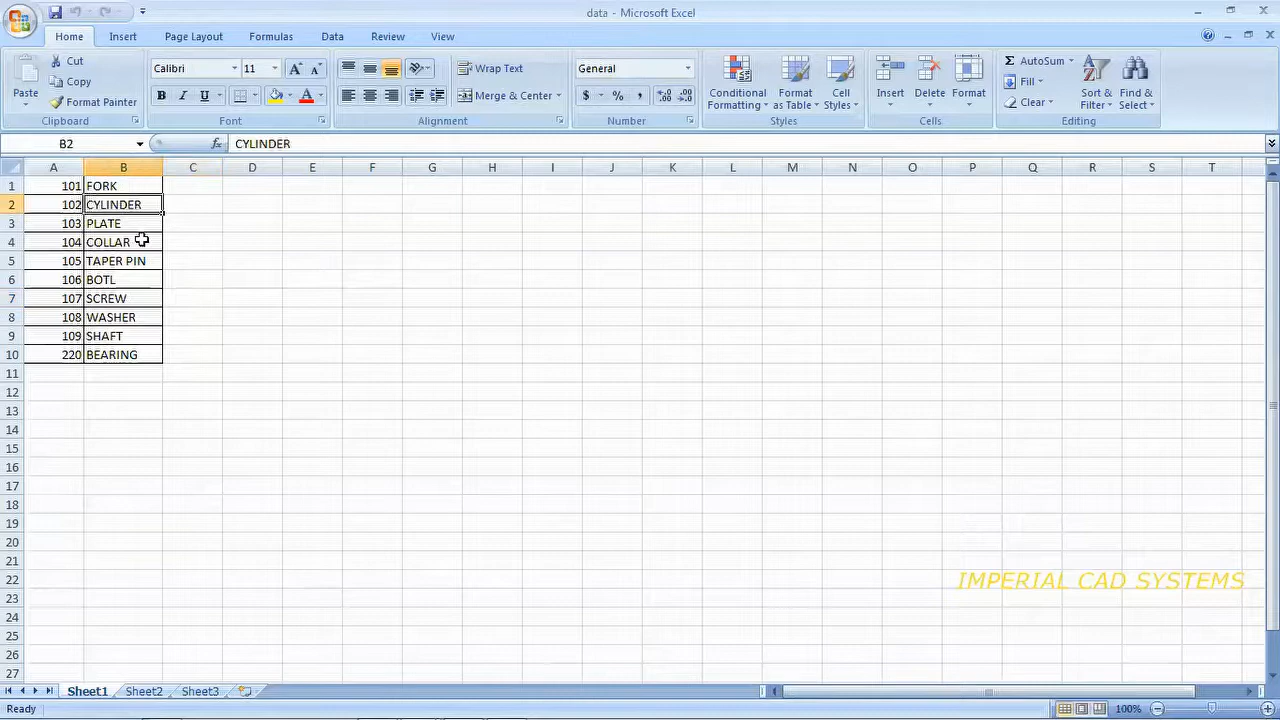 data - Microsoft Excel
Home Insert Page Layout Formulas Data Review View
Paste
Cut
Copy
Format Painter
Clipboard
Calibri 11
A A
B I U
A
Font
Wrap Text
Merge & Center
Alignment
General
$ % ,
Number
Conditional Formatting
Format as Table
Cell Styles
Styles
Insert Delete Format
Cells
Σ AutoSum
Fill
Clear
Sort & Filter
Find & Select
Editing
B2 fx CYLINDER
A B C D E F G H I J K L M N O P Q R S T
1 101 FORK
2 102 CYLINDER
3 103 PLATE
4 104 COLLAR
5 105 TAPER PIN
6 106 BOTL
7 107 SCREW
8 108 WASHER
9 109 SHAFT
10 220 BEARING
11
12
13
14
15
16
17
18
19
20
21
22
23
24
25
26
27
IMPERIAL CAD SYSTEMS
Sheet1 Sheet2 Sheet3
Ready 100%